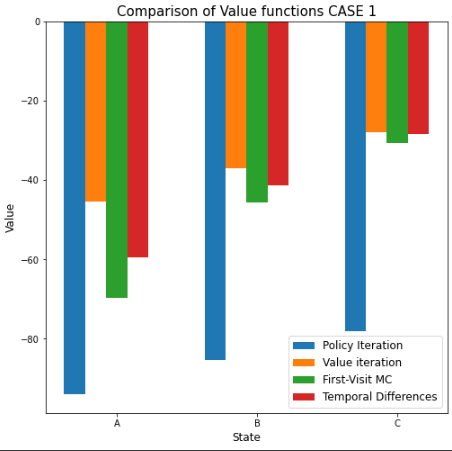 Comparison of Value functions CASE 1
0
−20
−40
−60
−80
Value
A
B
C
State
Policy Iteration
Value iteration
First-Visit MC
Temporal Differences